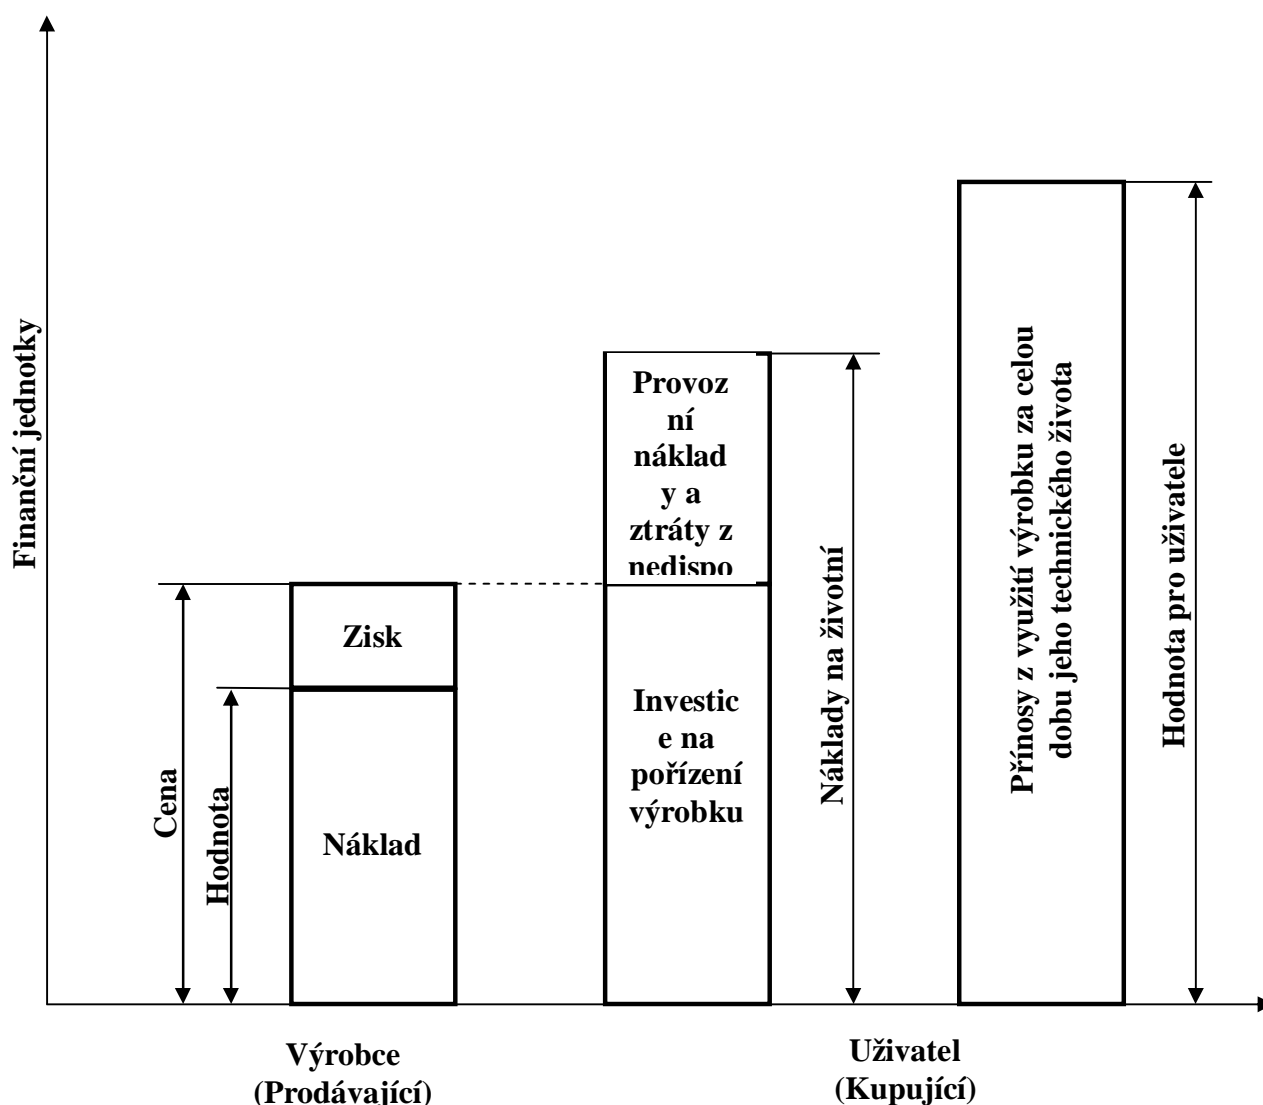 Finanční jednotky
Cena
Hodnota
Zisk
Náklad
Provoz
ní
náklad
y a
ztráty z
nedispo
Investic
e na
pořízení
výrobku
Náklady na životní
Přínosy z využití výrobku za celou
dobu jeho technického života
Hodnota pro uživatele
Výrobce
(Prodávající)
Uživatel
(Kupující)